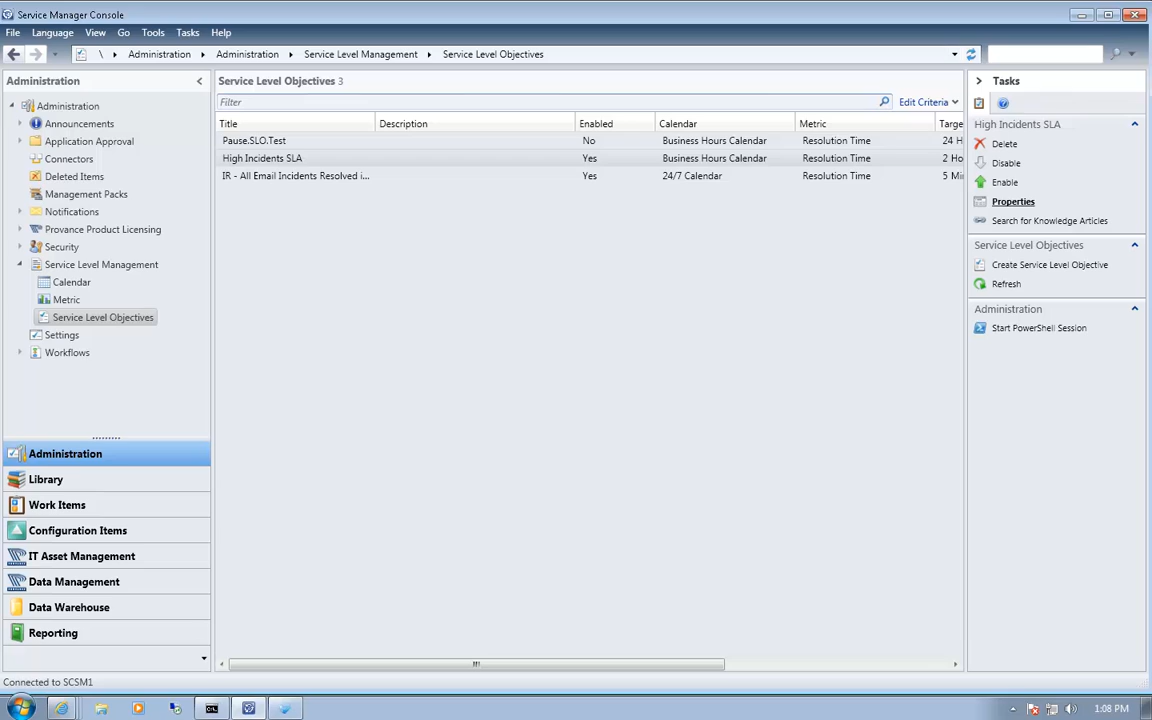 Service Manager Console
File Language View Go Tools Tasks Help
\ Administration Administration Service Level Management Service Level Objectives
Administration
Administration
Announcements
Application Approval
Connectors
Deleted Items
Management Packs
Notifications
Provance Product Licensing
Security
Service Level Management
Calendar
Metric
Service Level Objectives
Settings
Workflows
Administration
Library
Work Items
Configuration Items
IT Asset Management
Data Management
Data Warehouse
Reporting
Service Level Objectives 3
Filter
Edit Criteria
Title Description Enabled Calendar Metric Targe
Pause.SLO.Test No Business Hours Calendar Resolution Time 24 H
High Incidents SLA Yes Business Hours Calendar Resolution Time 2 Ho
IR - All Email Incidents Resolved i... Yes 24/7 Calendar Resolution Time 5 Mi
Tasks
High Incidents SLA
Delete
Disable
Enable
Properties
Search for Knowledge Articles
Service Level Objectives
Create Service Level Objective
Refresh
Administration
Start PowerShell Session
Connected to SCSM1
1:08 PM